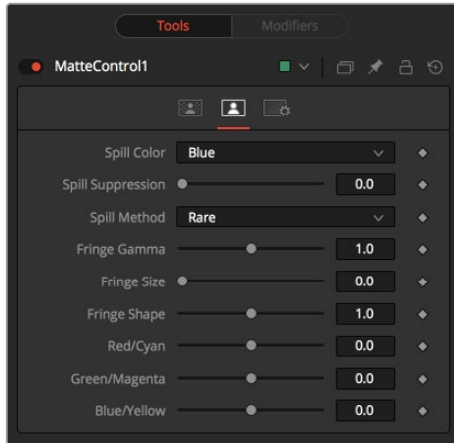 Tools Modifiers
MatteControl1
Spill Color Blue
Spill Suppression 0.0
Spill Method Rare
Fringe Gamma 1.0
Fringe Size 0.0
Fringe Shape 1.0
Red/Cyan 0.0
Green/Magenta 0.0
Blue/Yellow 0.0